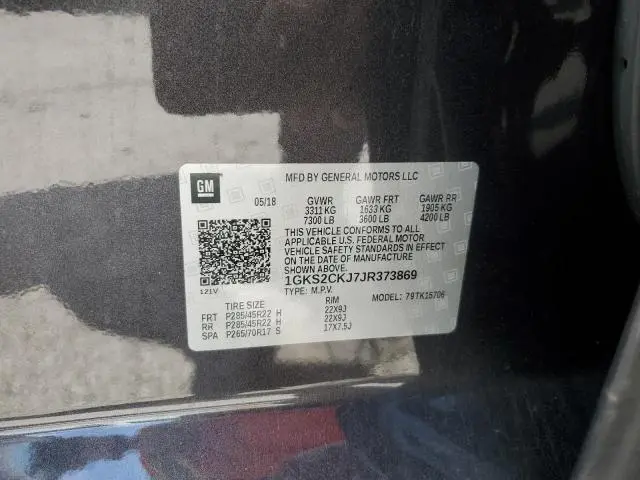 GM
MFD BY GENERAL MOTORS LLC
05/18 GVWR GAWR FRT GAWR RR
3311 KG 1633 KG 1905 KG
7300 LB 3600 LB 4200 LB
THIS VEHICLE CONFORMS TO ALL
APPLICABLE U.S. FEDERAL MOTOR
VEHICLE SAFETY STANDARDS IN EFFECT
ON THE DATE OF MANUFACTURE
SHOWN ABOVE.
1GKS2CKJ7JR373869
121V
TYPE: M.P.V. MODEL: 79TK15706
TIRE SIZE RIM
FRT P285/45R22 H 22X9J
RR P285/45R22 H 22X9J
SPA P265/70R17 S 17X7.5J